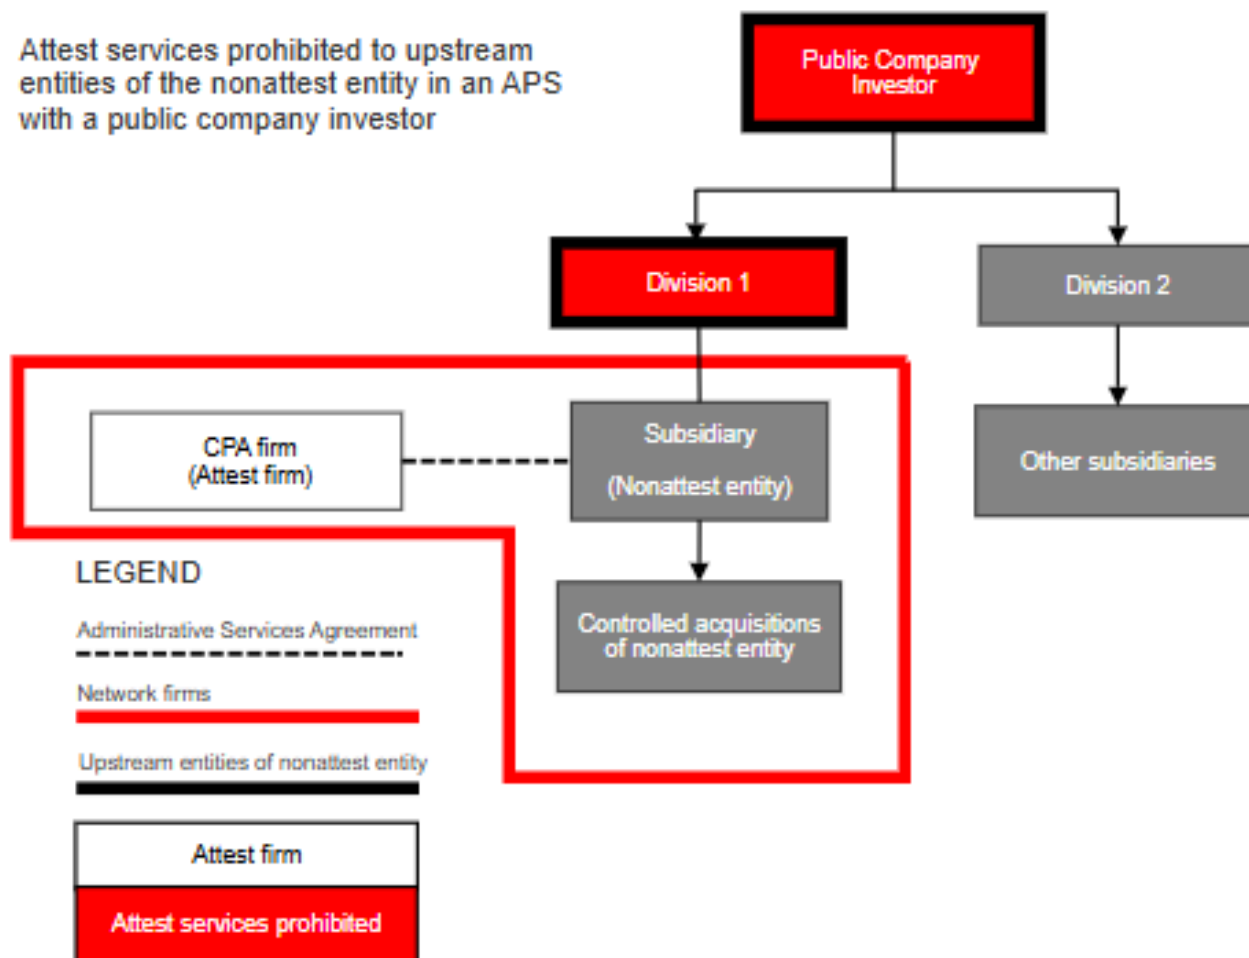 Attest services prohibited to upstream
entities of the nonattest entity in an APS
with a public company investor
Public Company
Investor
Division 1
Division 2
CPA firm
(Attest firm)
Subsidiary
(Nonattest entity)
Other subsidiaries
Controlled acquisitions
of nonattest entity
LEGEND
Administrative Services Agreement
Network firms
Upstream entities of nonattest entity
Attest firm
Attest services prohibited